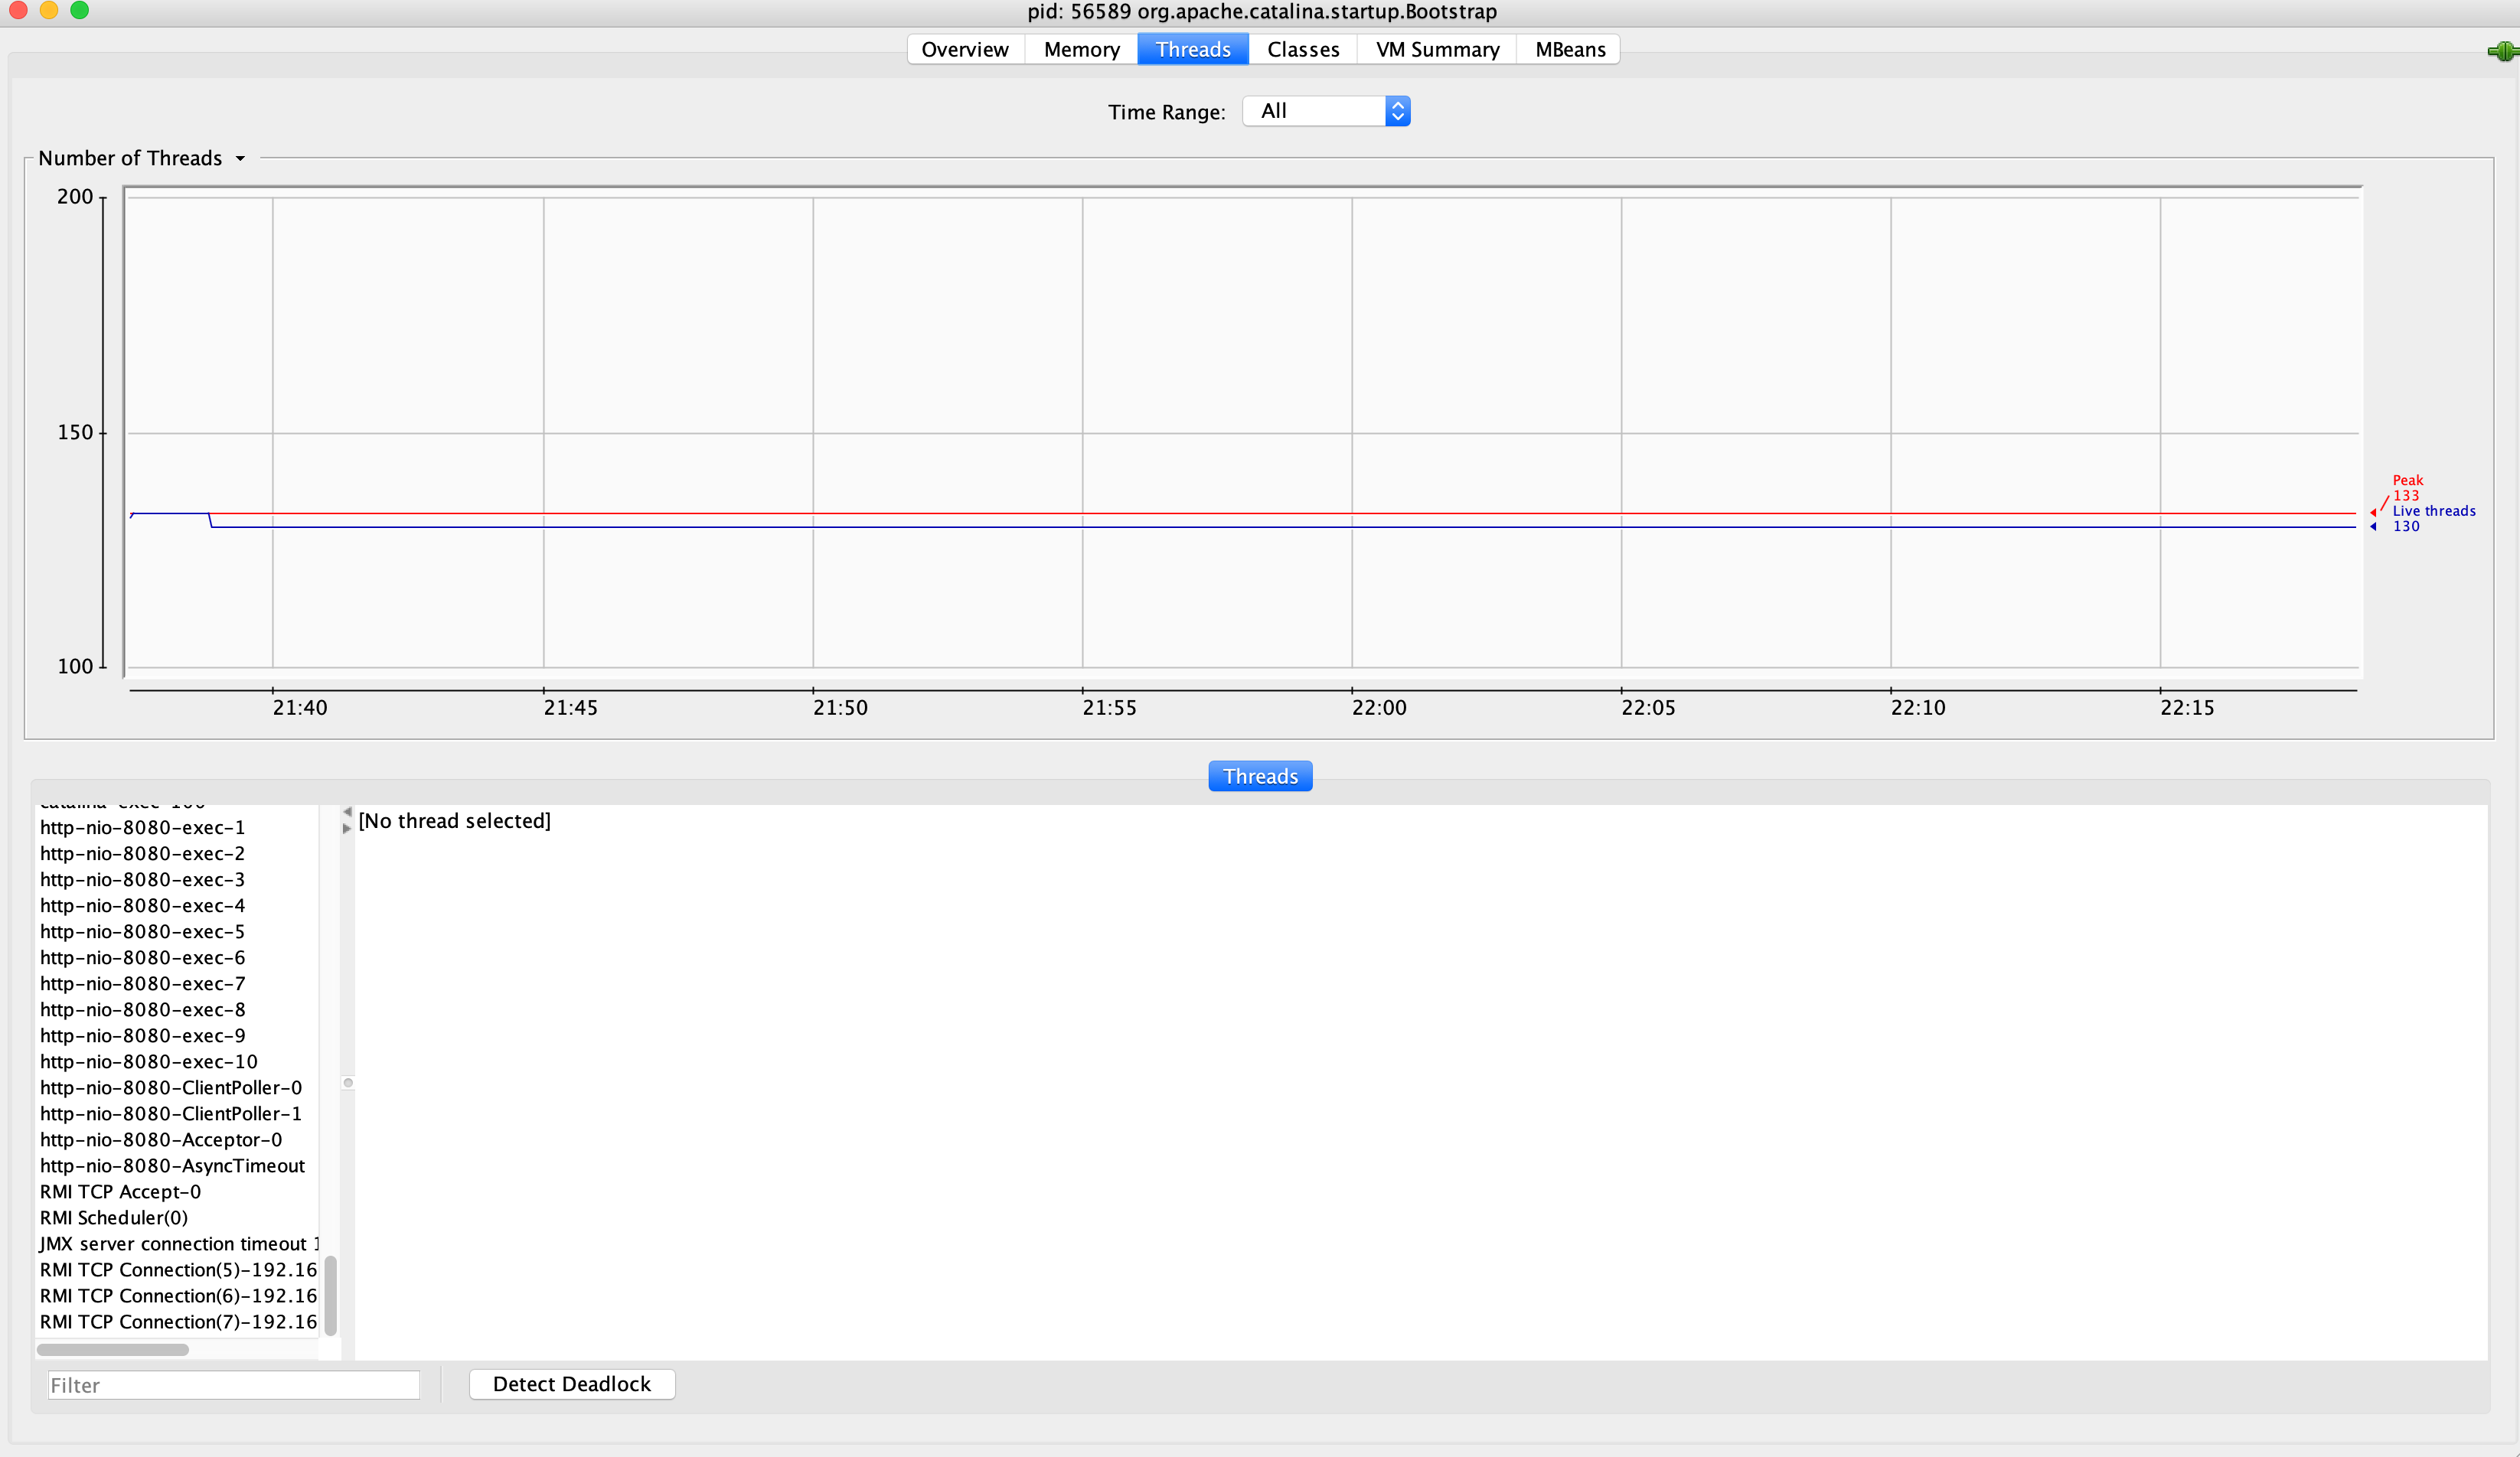 pid: 56589 org.apache.catalina.startup.Bootstrap
Overview Memory Threads Classes VM Summary MBeans
Time Range: All
Number of Threads
200
150
100
Peak
133
Live threads
130
21:40 21:45 21:50 21:55 22:00 22:05 22:10 22:15
Threads
catalina-exec-100
http-nio-8080-exec-1
http-nio-8080-exec-2
http-nio-8080-exec-3
http-nio-8080-exec-4
http-nio-8080-exec-5
http-nio-8080-exec-6
http-nio-8080-exec-7
http-nio-8080-exec-8
http-nio-8080-exec-9
http-nio-8080-exec-10
http-nio-8080-ClientPoller-0
http-nio-8080-ClientPoller-1
http-nio-8080-Acceptor-0
http-nio-8080-AsyncTimeout
RMI TCP Accept-0
RMI Scheduler(0)
JMX server connection timeout 1
RMI TCP Connection(5)-192.16
RMI TCP Connection(6)-192.16
RMI TCP Connection(7)-192.16
[No thread selected]
Filter
Detect Deadlock